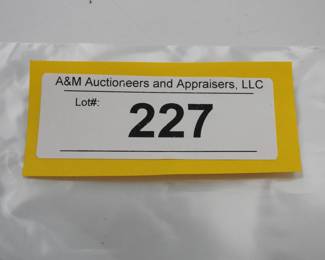 A&M Auctioneers and Appraisers, LLC
Lot#:
227